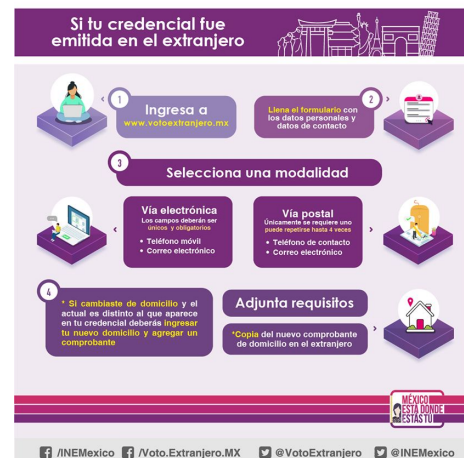 Si tu credencial fue
emitida en el extranjero
1
Ingresa a
www.votoextranjero.mx
Llena el formulario con
los datos personales y
datos de contacto
2
3
Selecciona una modalidad
Vía electrónica
Los campos deberán ser
únicos y obligatorios
• Teléfono móvil
• Correo electrónico
Vía postal
Únicamente se requiere uno
puede repetirse hasta 4 veces
• Teléfono de contacto
• Correo electrónico
4
* Si cambiaste de domicilio y el
actual es distinto al que aparece
en tu credencial deberás ingresar
tu nuevo domicilio y agregar un
comprobante
Adjunta requisitos
*Copia del nuevo comprobante
de domicilio en el extranjero
MÉXICO
ESTÁ DONDE
ESTÁS TÚ
/INEMexico /Voto.Extranjero.MX @VotoExtranjero @INEMexico